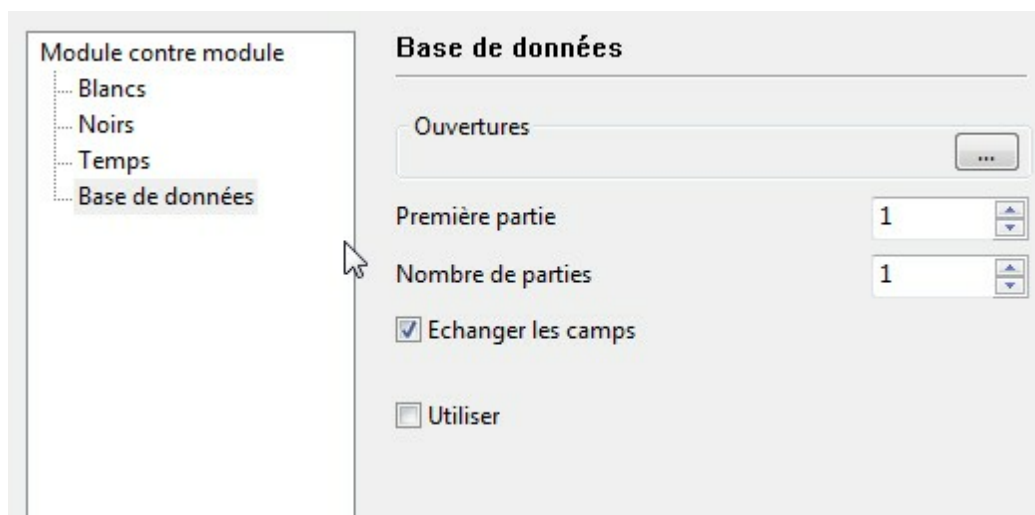 Module contre module
Blancs
Noirs
Temps
Base de données
Base de données
Ouvertures
...
Première partie 1
Nombre de parties 1
Echanger les camps
Utiliser